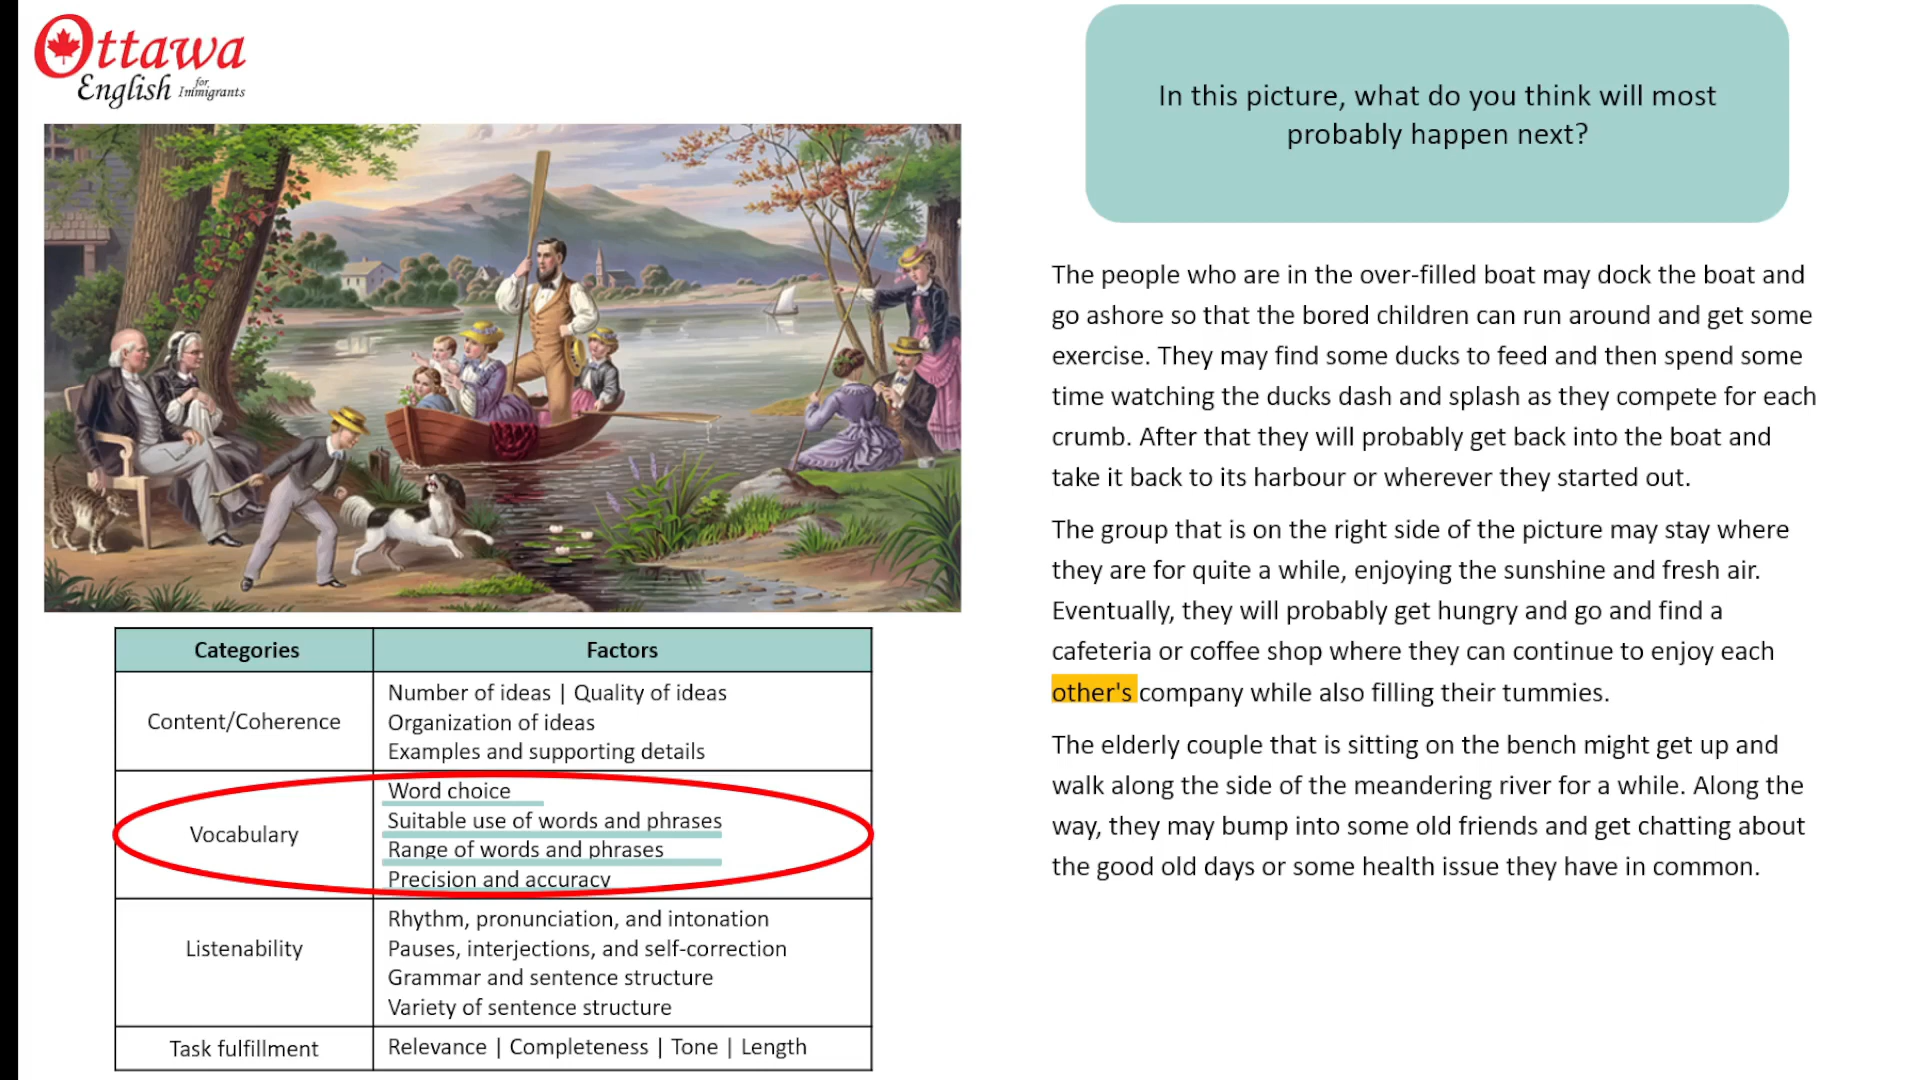 Ottawa
English for Immigrants
In this picture, what do you think will most
probably happen next?
The people who are in the over-filled boat may dock the boat and
go ashore so that the bored children can run around and get some
exercise. They may find some ducks to feed and then spend some
time watching the ducks dash and splash as they compete for each
crumb. After that they will probably get back into the boat and
take it back to its harbour or wherever they started out.
The group that is on the right side of the picture may stay where
they are for quite a while, enjoying the sunshine and fresh air.
Eventually, they will probably get hungry and go and find a
cafeteria or coffee shop where they can continue to enjoy each
other's company while also filling their tummies.
The elderly couple that is sitting on the bench might get up and
walk along the side of the meandering river for a while. Along the
way, they may bump into some old friends and get chatting about
the good old days or some health issue they have in common.
Categories Factors
Content/Coherence
Number of ideas | Quality of ideas
Organization of ideas
Examples and supporting details
Vocabulary
Word choice
Suitable use of words and phrases
Range of words and phrases
Precision and accuracy
Listenability
Rhythm, pronunciation, and intonation
Pauses, interjections, and self-correction
Grammar and sentence structure
Variety of sentence structure
Task fulfillment
Relevance | Completeness | Tone | Length